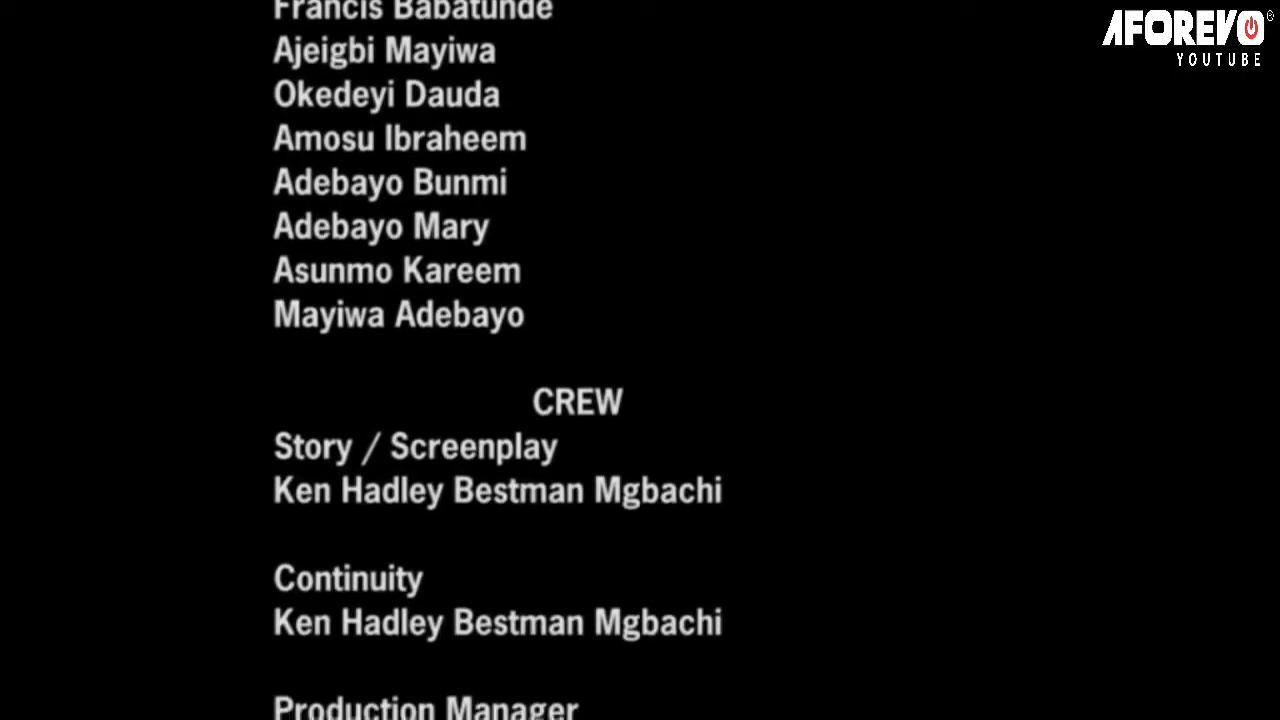 Francis Babatunde
AFOREVO
YOUTUBE
Ajeigbi Mayiwa
Okedeyi Dauda
Amosu Ibraheem
Adebayo Bunmi
Adebayo Mary
Asunmo Kareem
Mayiwa Adebayo
CREW
Story / Screenplay
Ken Hadley Bestman Mgbachi
Continuity
Ken Hadley Bestman Mgbachi
Production Manager